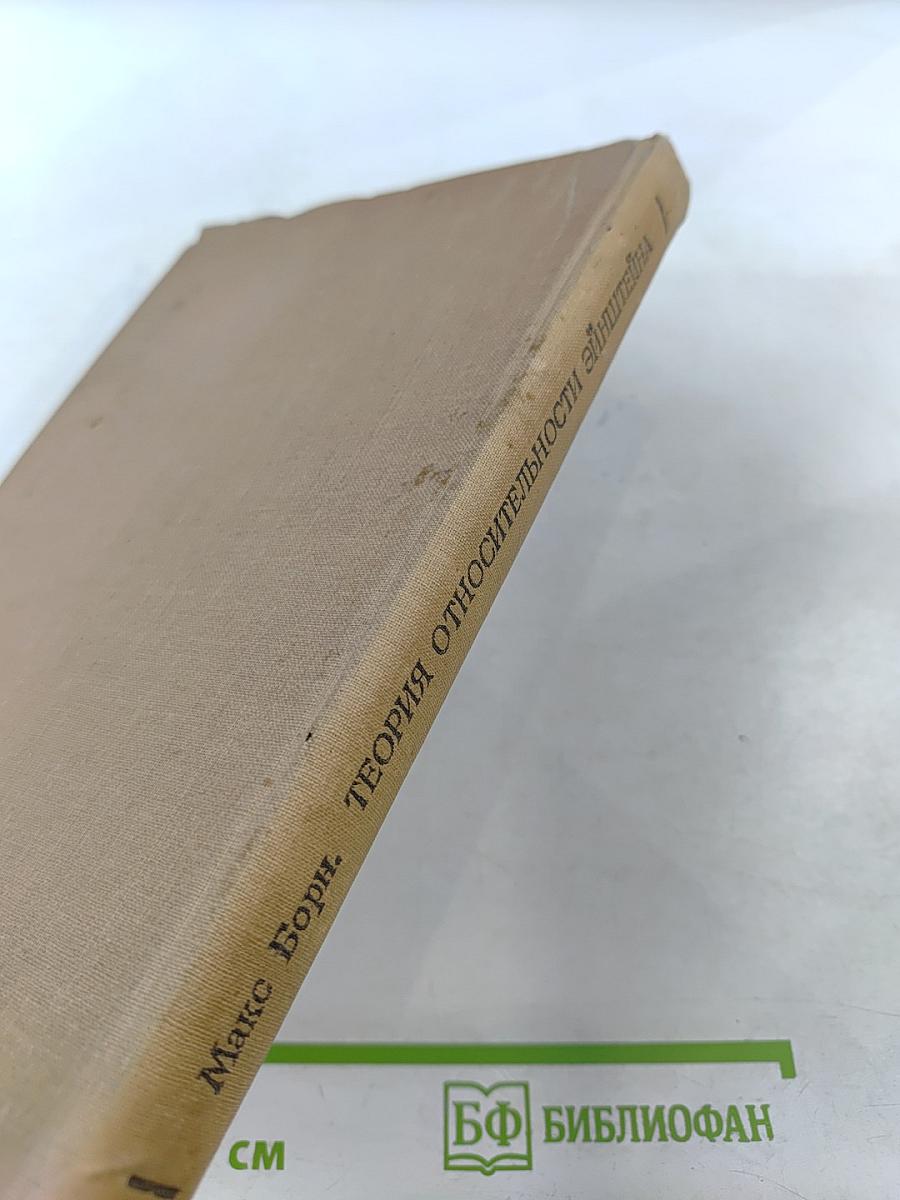 Макс Борн. ТЕОРИЯ ОТНОСИТЕЛЬНОСТИ ЭЙНШТЕЙНА
см
БФ БИБЛИОФАН